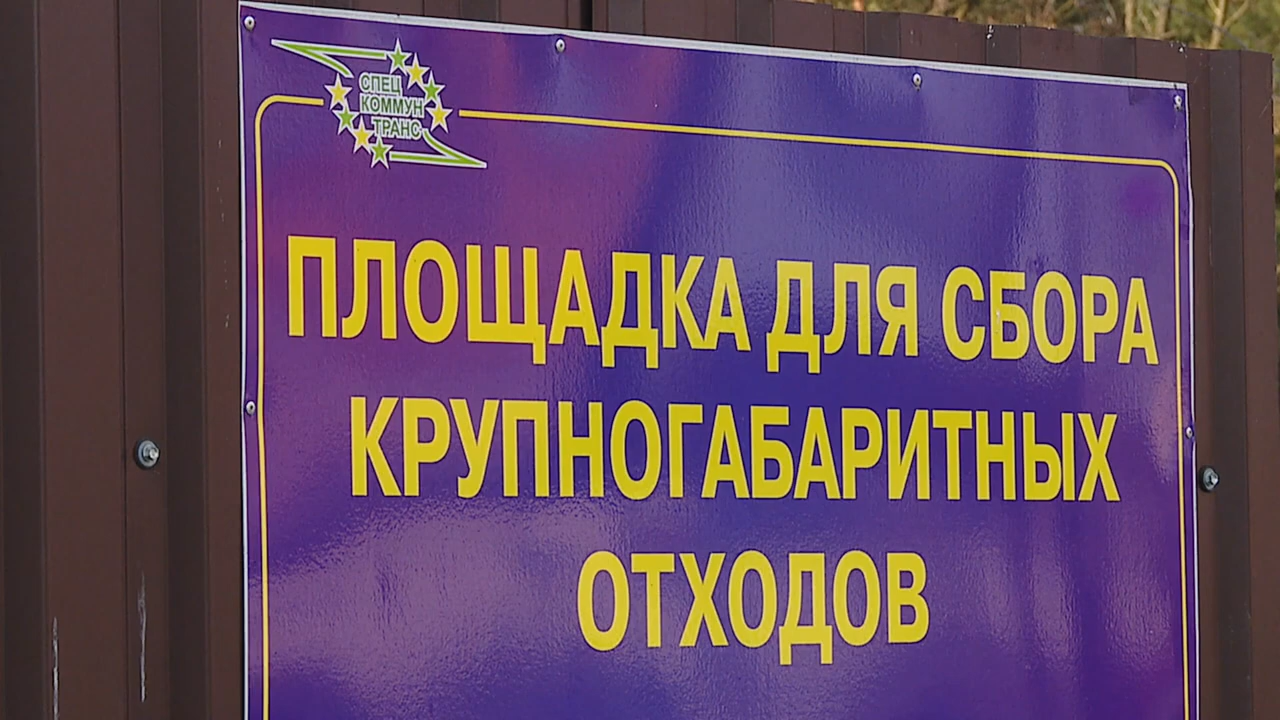 СПЕЦ
КОММУН
ТРАНС
ПЛОЩАДКА ДЛЯ СБОРА
КРУПНОГАБАРИТНЫХ
ОТХОДОВ